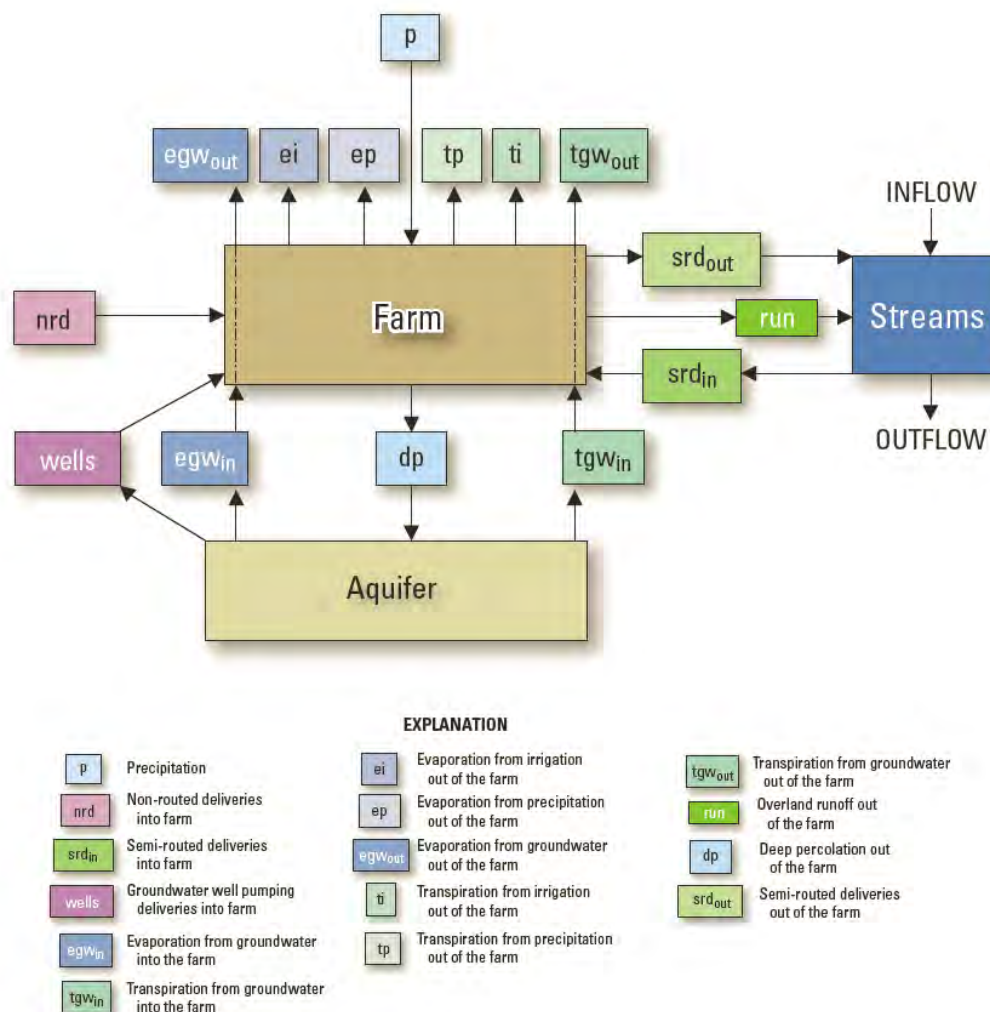 p
egwout
ei
ep
tp
ti
tgwout
INFLOW
srdout
nrd
Farm
run
Streams
srdin
OUTFLOW
wells
egwin
dp
tgwin
Aquifer
EXPLANATION
p
Precipitation
nrd
Non-routed deliveries
into farm
srdin
Semi-routed deliveries
into farm
wells
Groundwater well pumping
deliveries into farm
egwin
Evaporation from groundwater
into the farm
tgwin
Transpiration from groundwater
into the farm
ei
Evaporation from irrigation
out of the farm
ep
Evaporation from precipitation
out of the farm
egwout
Evaporation from groundwater
out of the farm
ti
Transpiration from irrigation
out of the farm
tp
Transpiration from precipitation
out of the farm
tgwout
Transpiration from groundwater
out of the farm
run
Overland runoff out
of the farm
dp
Deep percolation out
of the farm
srdout
Semi-routed deliveries
out of the farm